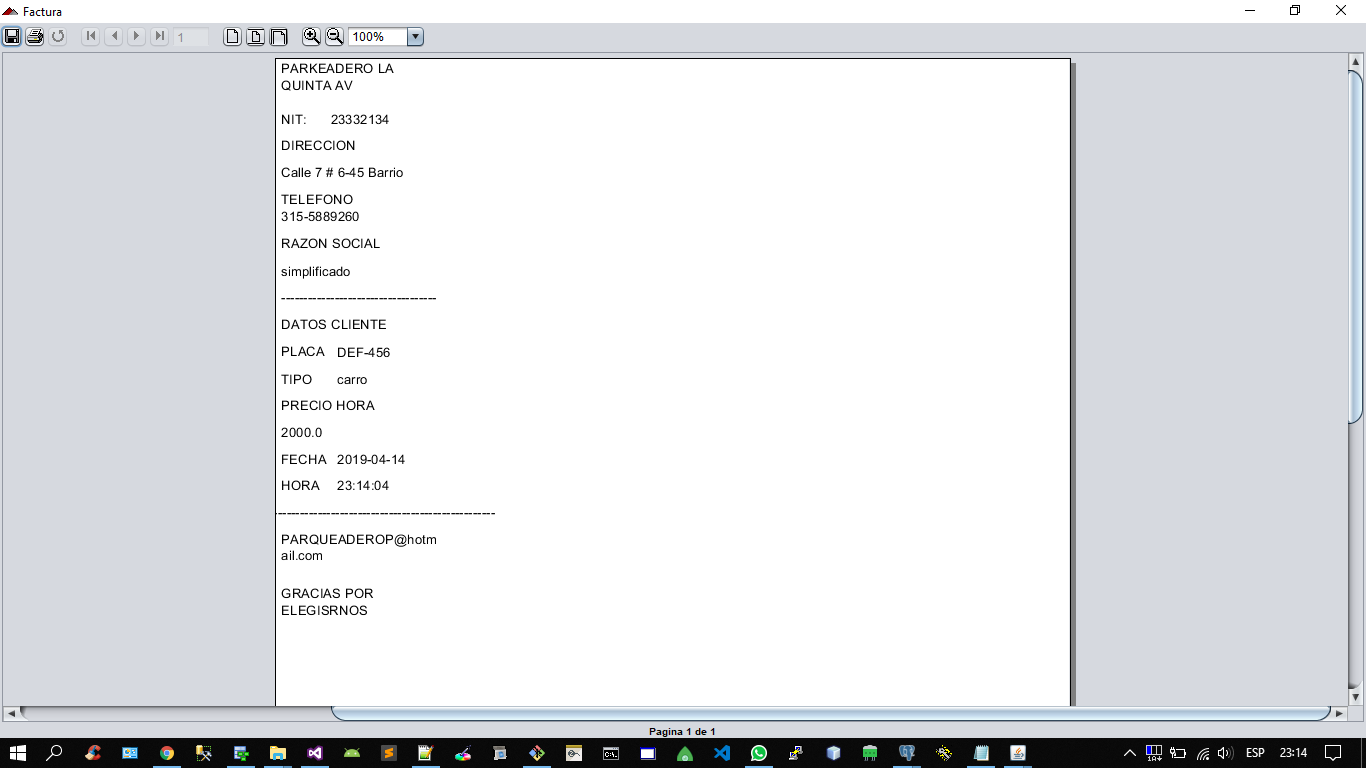 Factura
1
100%
PARKEADERO LA
QUINTA AV
NIT: 23332134
DIRECCION
Calle 7 # 6-45 Barrio
TELEFONO
315-5889260
RAZON SOCIAL
simplificado
----------------------------------
DATOS CLIENTE
PLACA DEF-456
TIPO carro
PRECIO HORA
2000.0
FECHA 2019-04-14
HORA 23:14:04
------------------------------------------------
PARQUEADEROP@hotm
ail.com
GRACIAS POR
ELEGISRNOS
Pagina 1 de 1
ESP 23:14